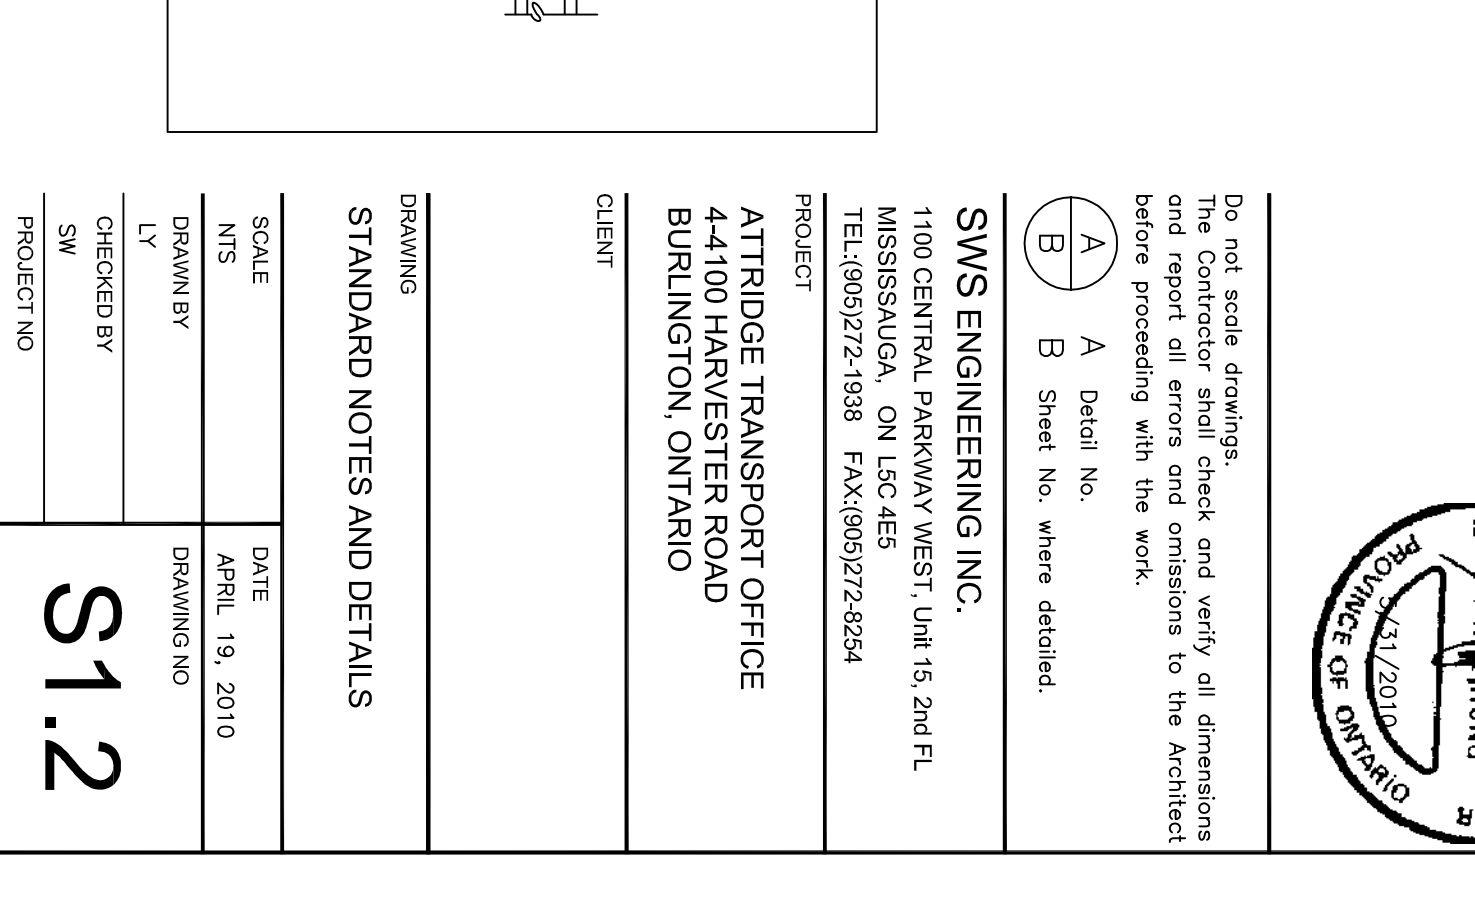 PROVINCE OF ONTARIO
/31/2010
Do not scale drawings.
The Contractor shall check and verify all dimensions
and report all errors and omissions to the Architect
before proceeding with the work.
A A Detail No.
B B Sheet No. where detailed.
SWS ENGINEERING INC.
1100 CENTRAL PARKWAY WEST, Unit 15, 2nd FL
MISSISSAUGA, ON L5C 4E5
TEL:(905)272-1938 FAX:(905)272-8254
PROJECT
ATTRIDGE TRANSPORT OFFICE
4-4100 HARVESTER ROAD
BURLINGTON, ONTARIO
CLIENT
DRAWING
STANDARD NOTES AND DETAILS
SCALE
NTS
DATE
APRIL 19, 2010
DRAWN BY
LY
CHECKED BY
SW
PROJECT NO
DRAWING NO
S1.2